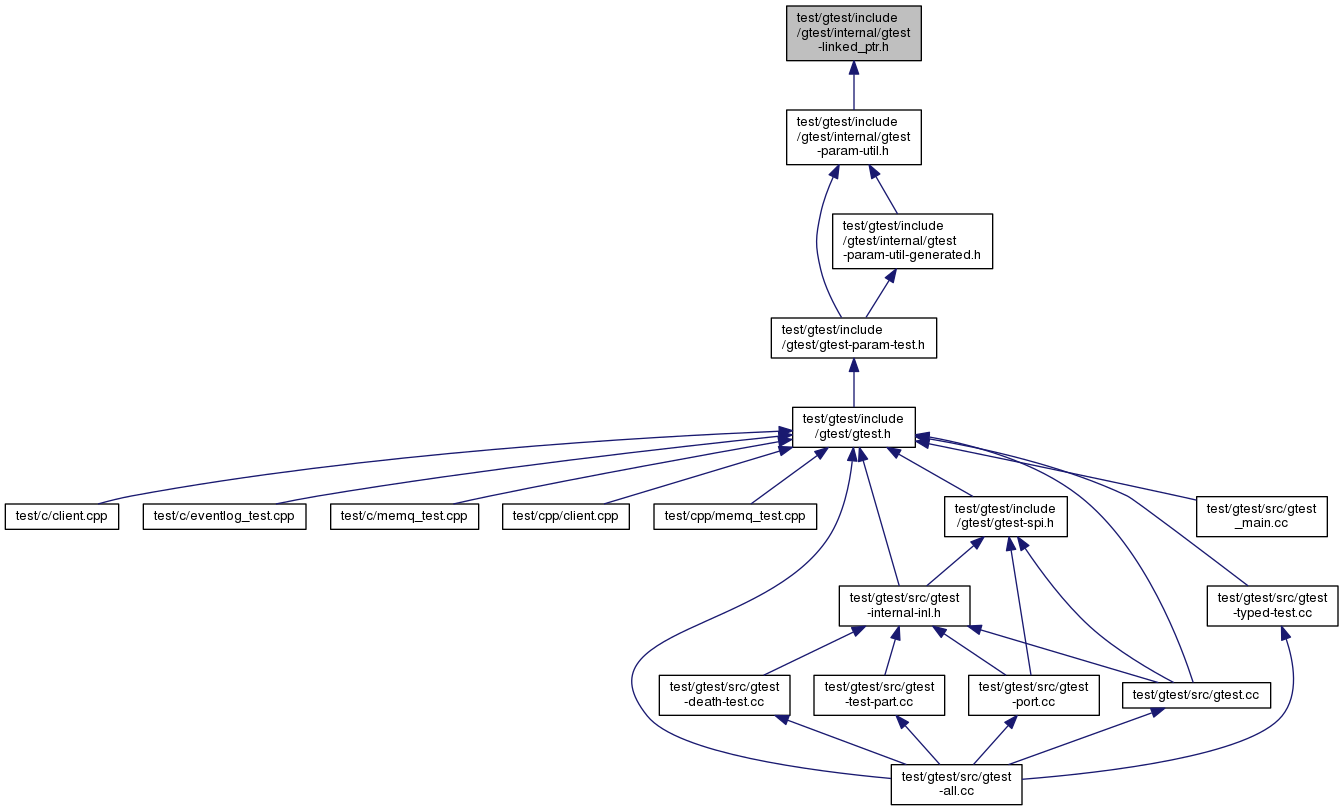 test/gtest/include
/gtest/internal/gtest
-linked_ptr.h
test/gtest/include
/gtest/internal/gtest
-param-util.h
test/gtest/include
/gtest/internal/gtest
-param-util-generated.h
test/gtest/include
/gtest/gtest-param-test.h
test/gtest/include
/gtest/gtest.h
test/c/client.cpp
test/c/eventlog_test.cpp
test/c/memq_test.cpp
test/cpp/client.cpp
test/cpp/memq_test.cpp
test/gtest/include
/gtest/gtest-spi.h
test/gtest/src/gtest
_main.cc
test/gtest/src/gtest
-internal-inl.h
test/gtest/src/gtest
-typed-test.cc
test/gtest/src/gtest
-death-test.cc
test/gtest/src/gtest
-test-part.cc
test/gtest/src/gtest
-port.cc
test/gtest/src/gtest.cc
test/gtest/src/gtest
-all.cc